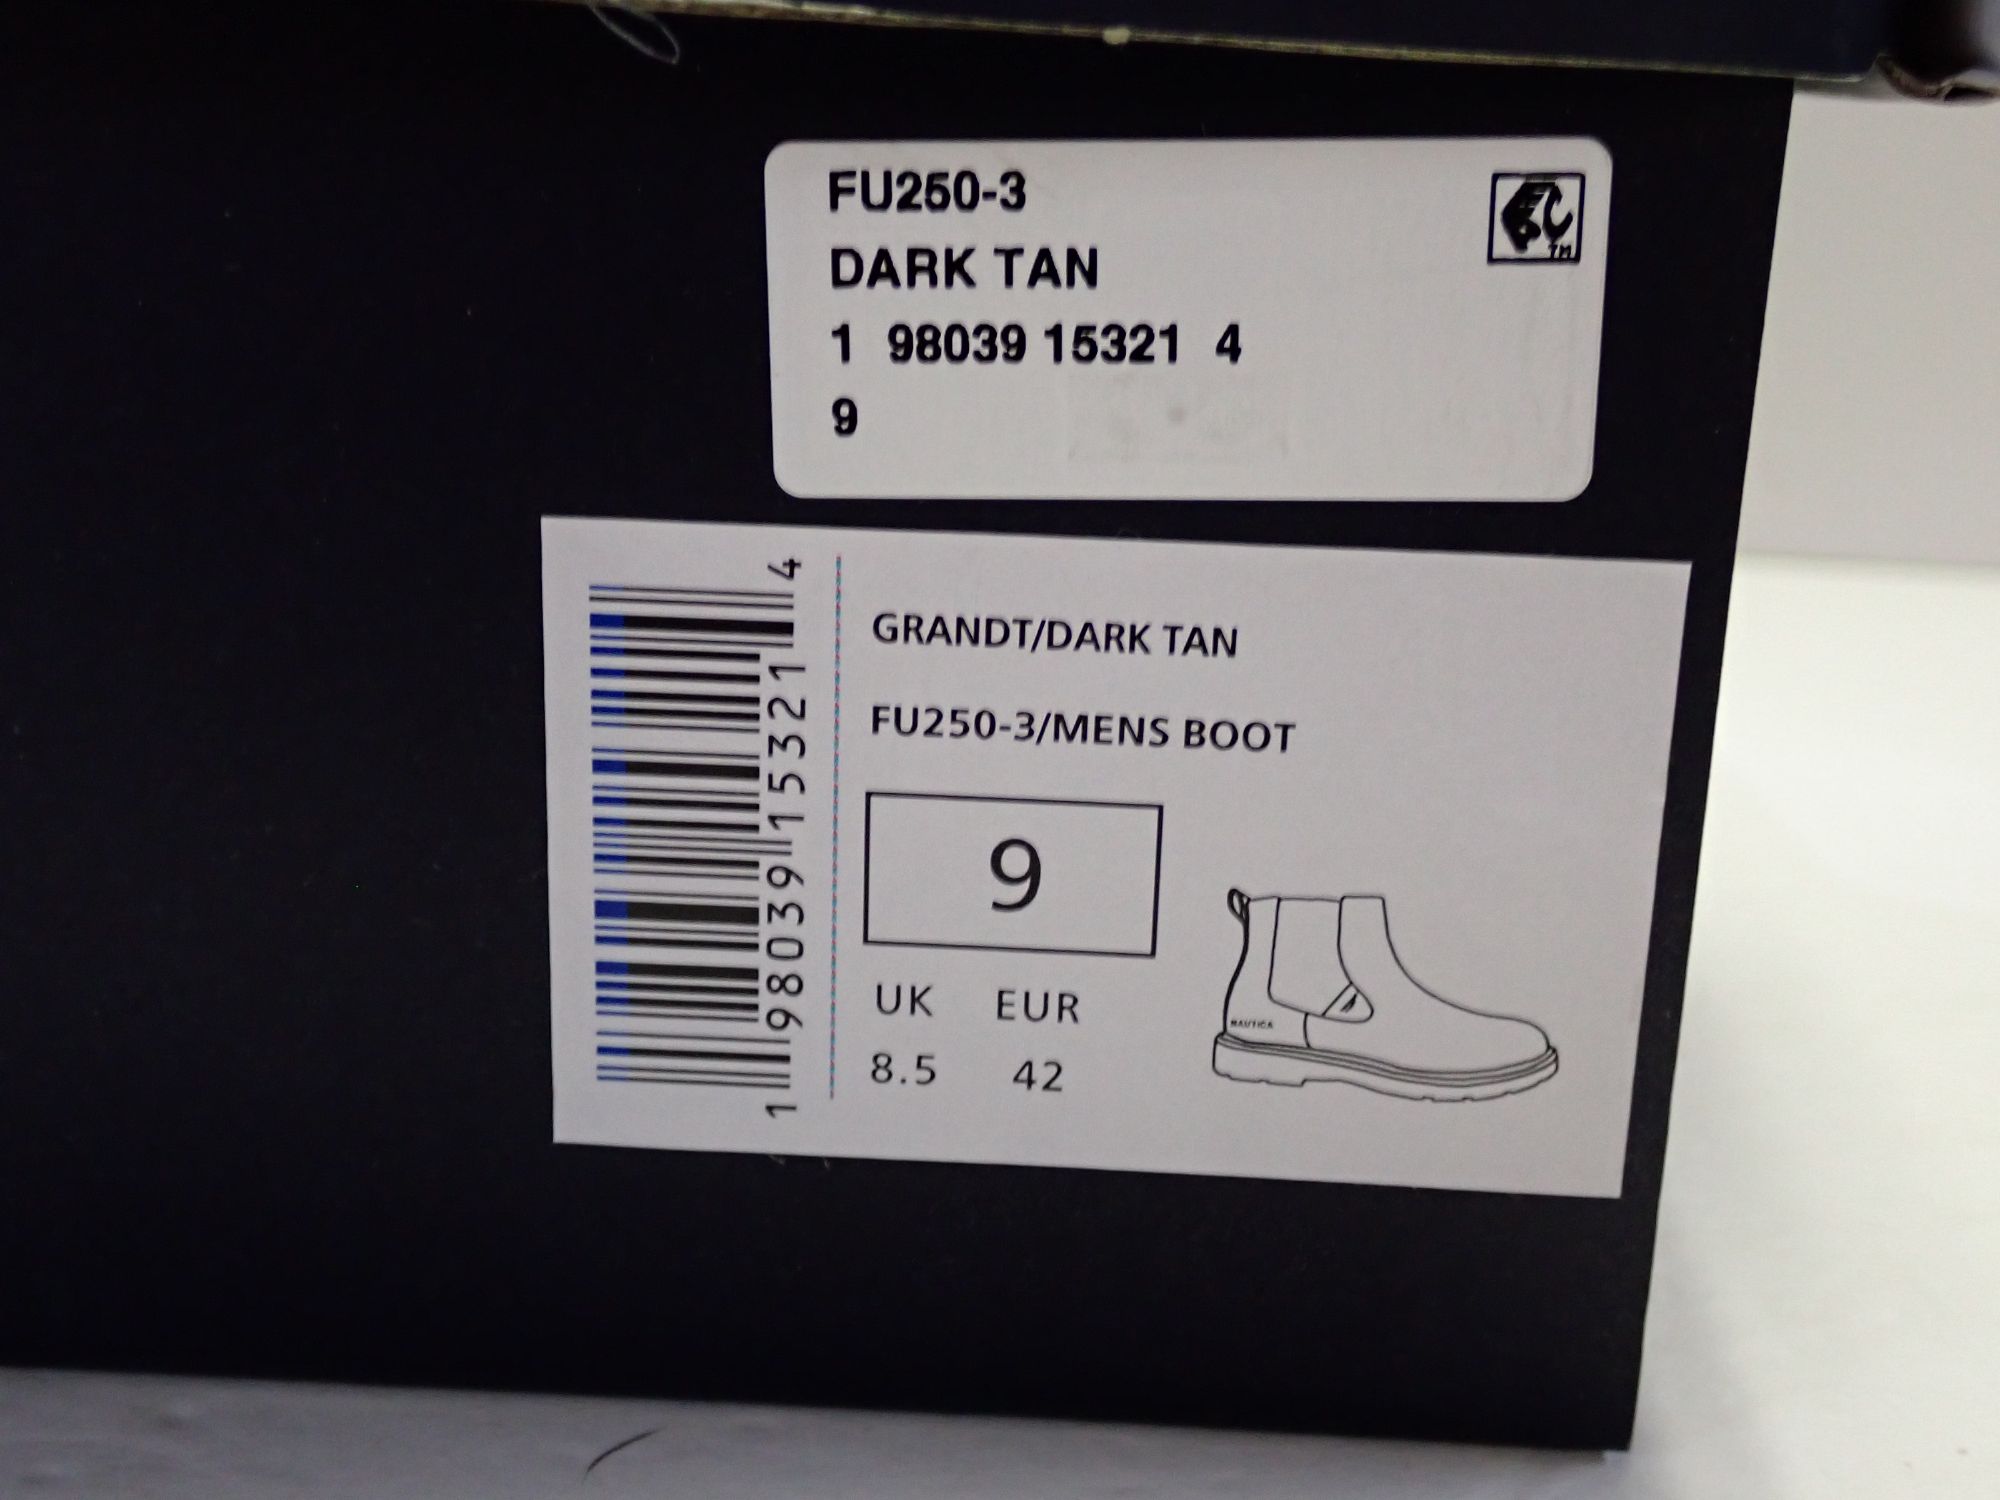 FU250-3
DARK TAN
1 98039 15321 4
9
TM
1 98039 15321 4
GRANDT/DARK TAN
FU250-3/MENS BOOT
9
UK EUR
8.5 42
NAUTICA